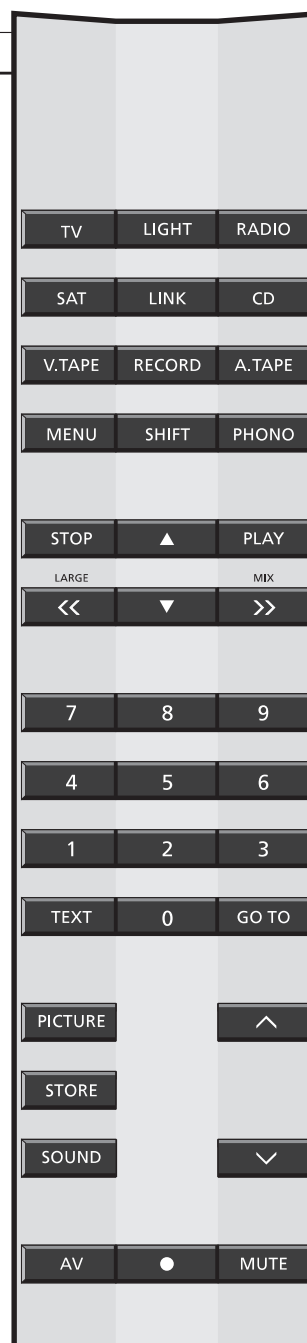 TV LIGHT RADIO
SAT LINK CD
V.TAPE RECORD A.TAPE
MENU SHIFT PHONO
STOP ▲ PLAY
LARGE MIX
<< ▼ >>
7 8 9
4 5 6
1 2 3
TEXT 0 GO TO
PICTURE
STORE
SOUND
AV ● MUTE